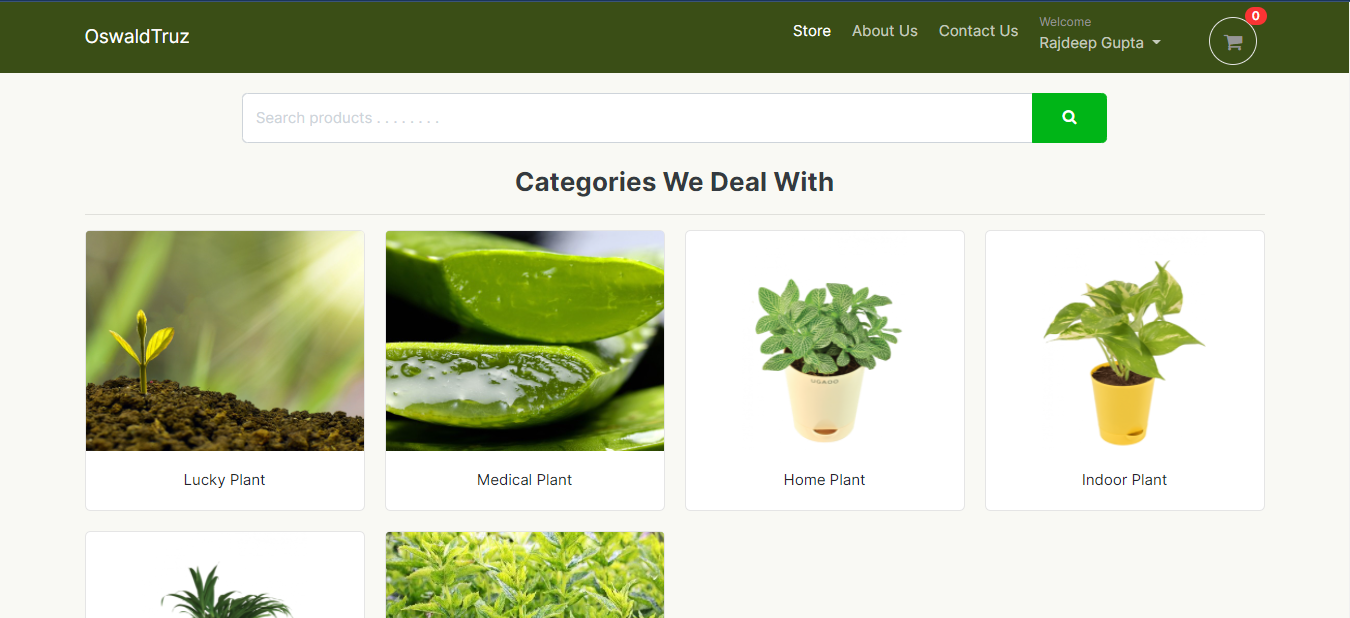 OswaldTruz
Store
About Us
Contact Us
Welcome
Rajdeep Gupta
0
Search products . . . . . . . .
Categories We Deal With
UGAOO
Lucky Plant
Medical Plant
Home Plant
Indoor Plant